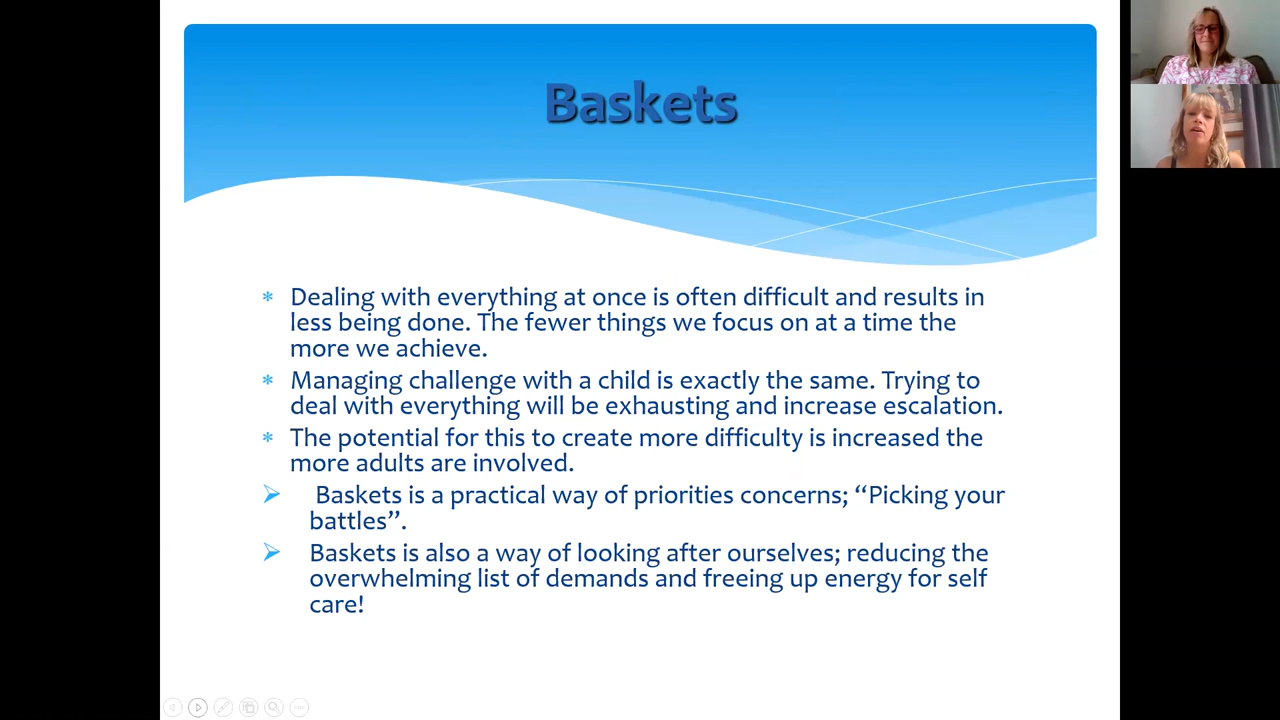 Baskets
Dealing with everything at once is often difficult and results in
less being done. The fewer things we focus on at a time the
more we achieve.
Managing challenge with a child is exactly the same. Trying to
deal with everything will be exhausting and increase escalation.
The potential for this to create more difficulty is increased the
more adults are involved.
Baskets is a practical way of priorities concerns; “Picking your
battles”.
Baskets is also a way of looking after ourselves; reducing the
overwhelming list of demands and freeing up energy for self
care!